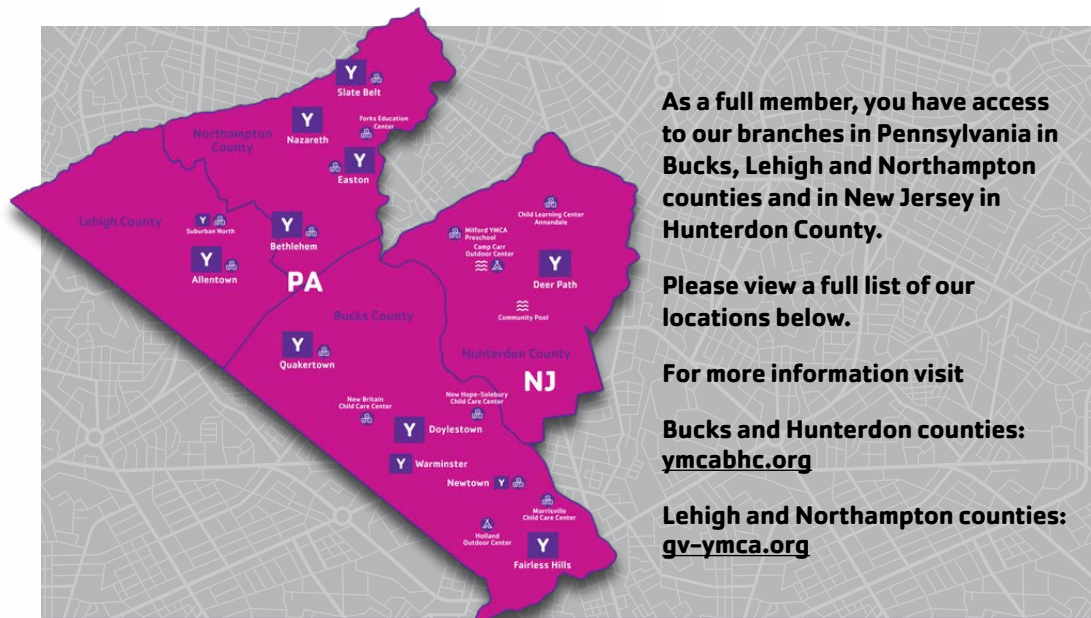 Y
Slate Belt
Northampton
County
Y
Nazareth
Forks Education
Center
Y
Easton
Lehigh County
Y
Suburban North
Y
Bethlehem
Y
Allentown
PA
Child Learning Center
Annandale
Milford YMCA
Preschool
Camp Carr
Outdoor Center
Y
Deer Path
Community Pool
Bucks County
Hunterdon County
NJ
Y
Quakertown
New Britain
Child Care Center
New Hope-Solebury
Child Care Center
Y Doylestown
Y Warminster
Newtown Y
Morrisville
Child Care Center
Holland
Outdoor Center
Y
Fairless Hills
As a full member, you have access
to our branches in Pennsylvania in
Bucks, Lehigh and Northampton
counties and in New Jersey in
Hunterdon County.
Please view a full list of our
locations below.
For more information visit
Bucks and Hunterdon counties:
ymcabhc.org
Lehigh and Northampton counties:
gv-ymca.org